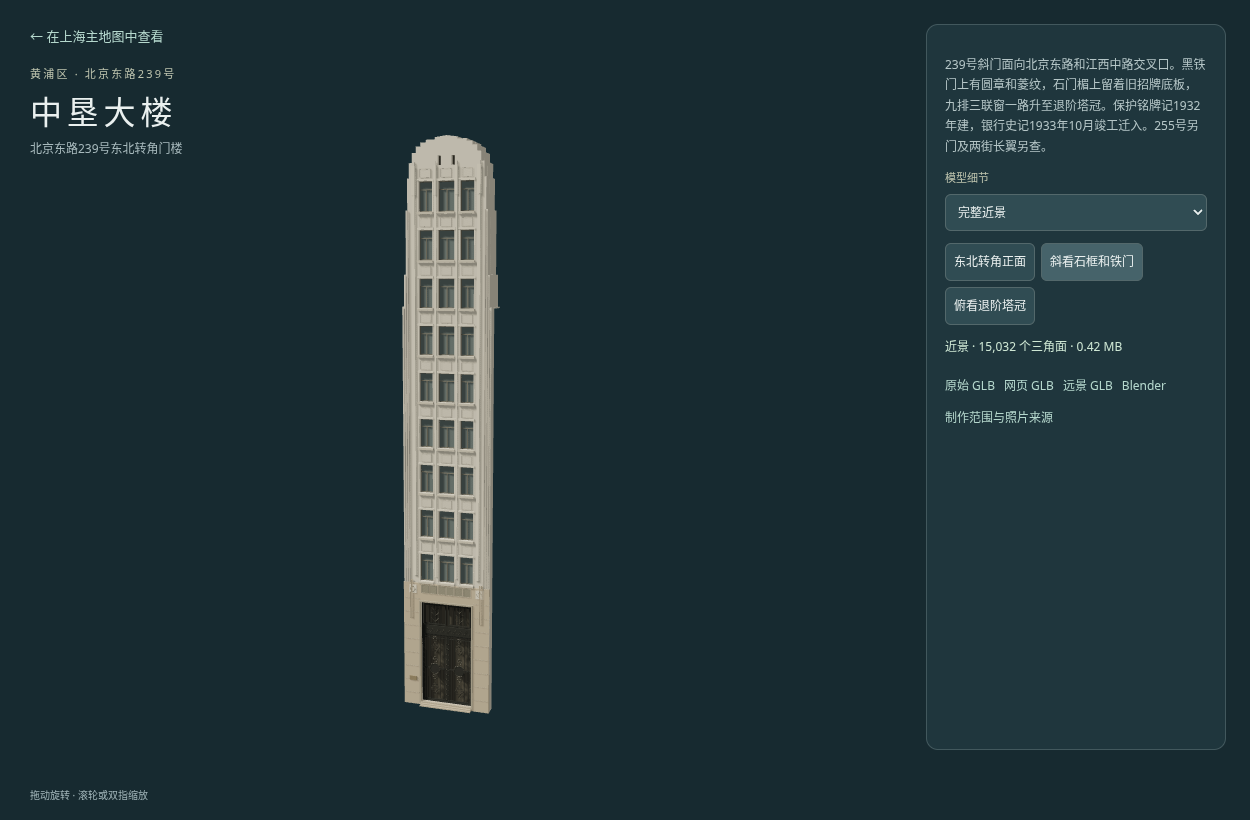 ← 在上海主地图中查看
黄浦区 · 北京东路239号
中垦大楼
北京东路239号东北转角门楼
239号斜门面向北京东路和江西中路交叉口。黑铁
门上有圆章和菱纹，石门楣上留着旧招牌底板，
九排三联窗一路升至退阶塔冠。保护铭牌记1932
年建，银行史记1933年10月竣工迁入。255号另
门及两街长翼另查。
模型细节
完整近景
东北转角正面
斜看石框和铁门
俯看退阶塔冠
近景 · 15,032 个三角面 · 0.42 MB
原始 GLB 网页 GLB 远景 GLB Blender
制作范围与照片来源
拖动旋转 · 滚轮或双指缩放